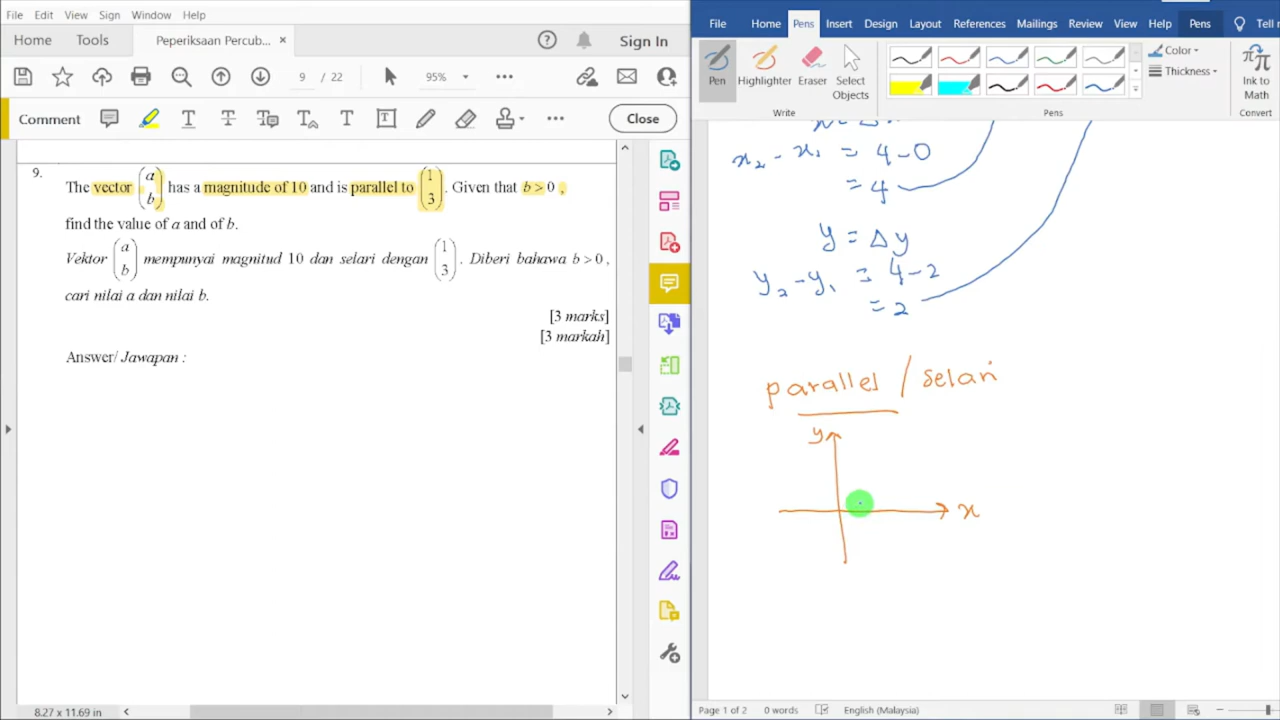 File Edit View Sign Window Help
Home Tools Peperiksaan Percub... × Sign In
9 / 22 95%
Comment Close
9.
The vector (a b) has a magnitude of 10 and is parallel to (1 3). Given that b > 0 ,
find the value of a and of b.
Vektor (a b) mempunyai magnitud 10 dan selari dengan (1 3). Diberi bahawa b > 0 ,
cari nilai a dan nilai b.
[3 marks]
[3 markah]
Answer/ Jawapan :
8.27 x 11.69 in
File Home Pens Insert Design Layout References Mailings Review View Help Pens Tell
Pen Highlighter Eraser Select Objects
Color
Thickness
Ink to Math
Write Pens Convert
x₂ - x₁ = 4-0
= 4
y = Δy
y₂ - y₁ = 4-2
= 2
parallel / selari
y
x
Page 1 of 2 0 words English (Malaysia)